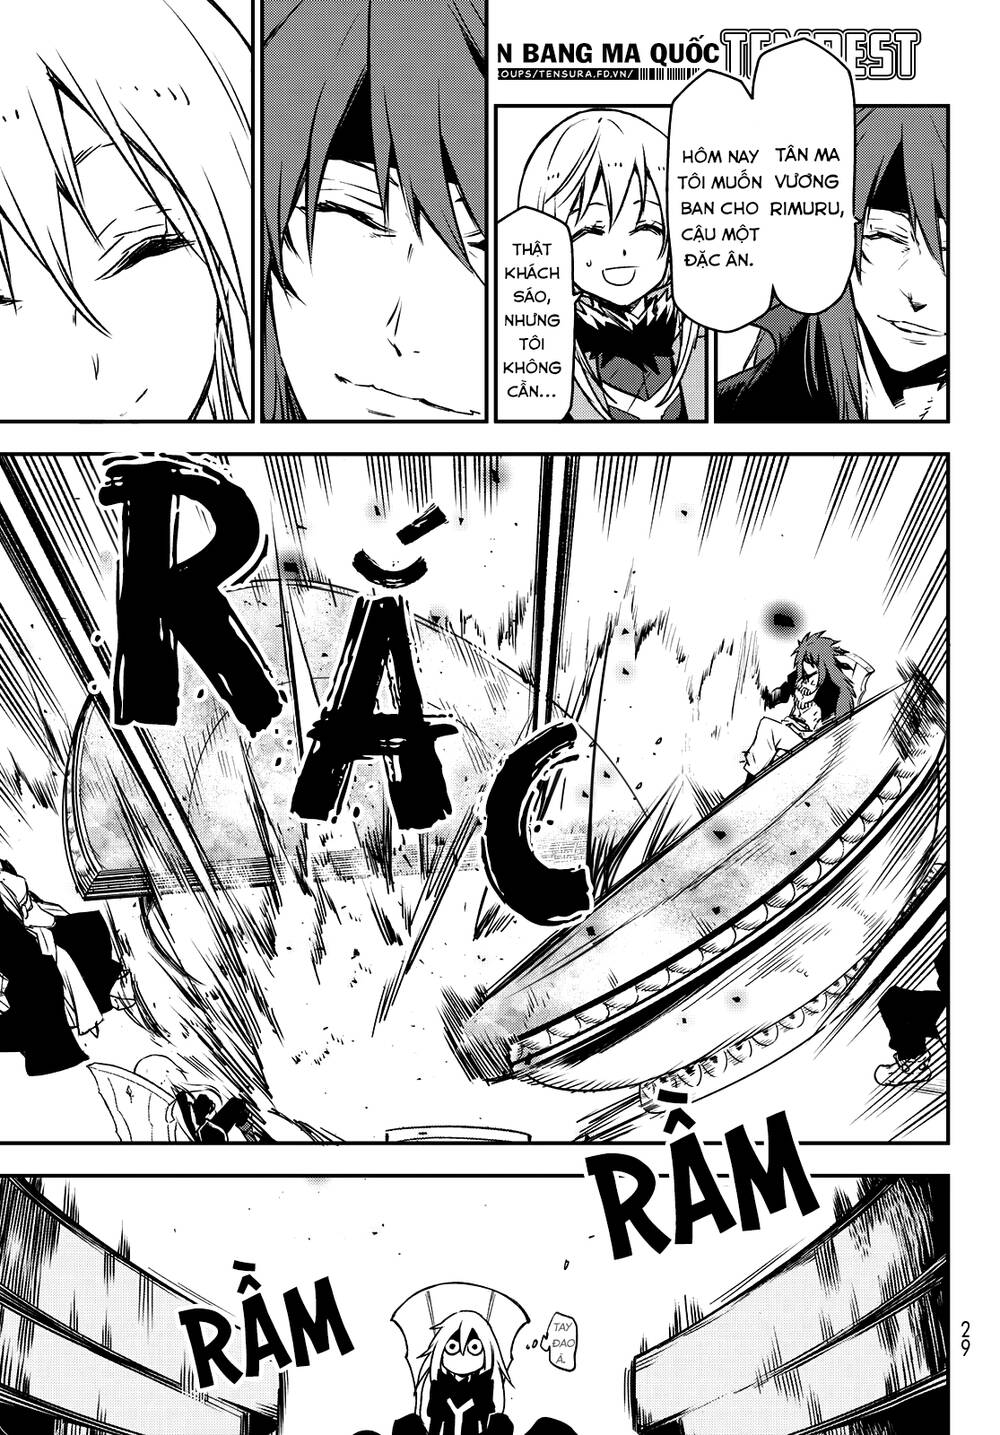 N BANG MA QUỐC TEMPEST
OUPS/TENSURA.FD.VN/
TÂN MA
VƯƠNG
RIMURU,
HÔM NAY
TÔI MUỐN
BAN CHO
CẬU MỘT
ĐẶC ÂN.
THẬT
KHÁCH
SÁO,
NHƯNG
TÔI
KHÔNG
CẦN...
RẮC
RẦM
RẦM
TAY
ĐAO
Ả.
29